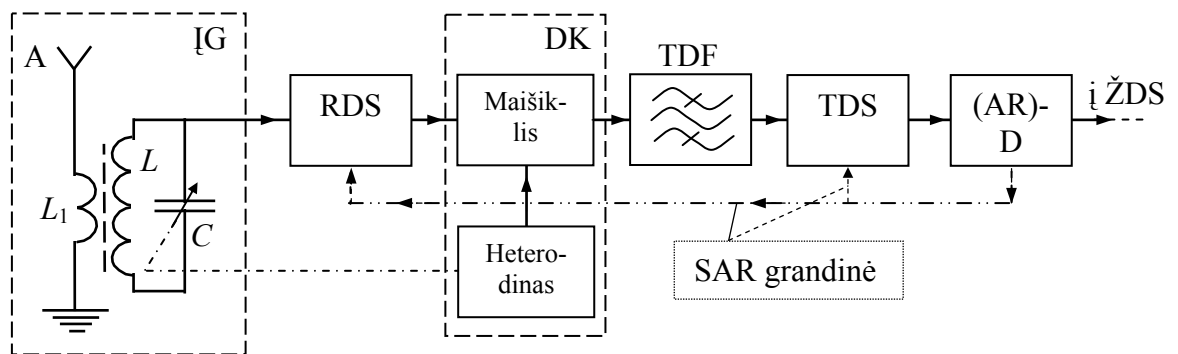 ĮG
DK
A
TDF
į ŽDS
RDS
Maišik-
lis
TDS
(AR)-
D
L
L1
C
Hetero-
dinas
SAR grandinė